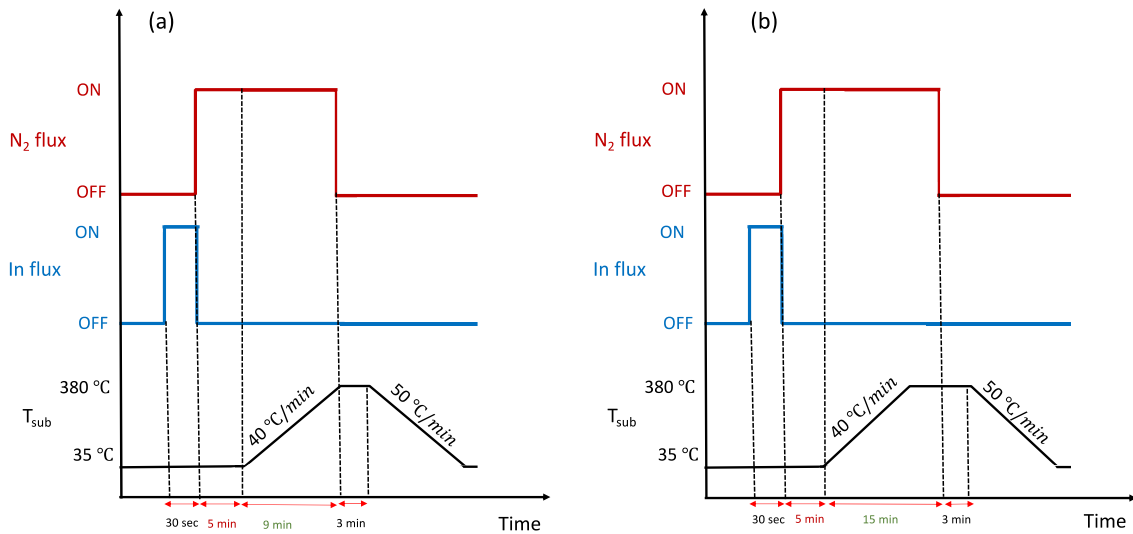 (a)
ON
N₂ flux
OFF
ON
In flux
OFF
380 °C
T_sub
35 °C
40 °C/min
50 °C/min
30 sec
5 min
9 min
3 min
Time
(b)
ON
N₂ flux
OFF
ON
In flux
OFF
380 °C
T_sub
35 °C
40 °C/min
50 °C/min
30 sec
5 min
15 min
3 min
Time